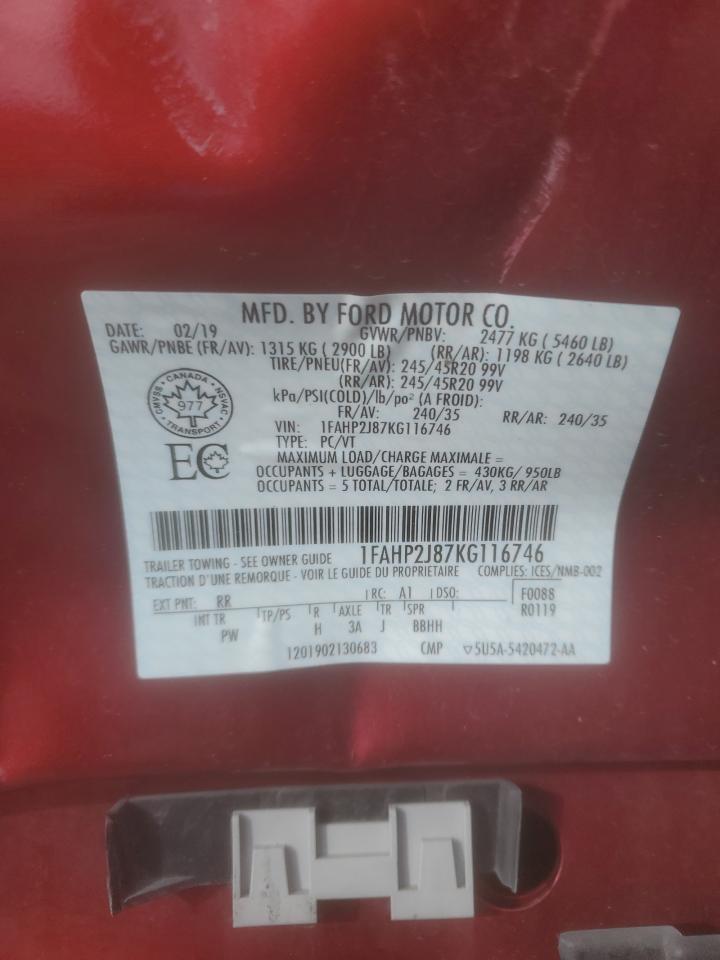 MFD. BY FORD MOTOR CO.
DATE: 02/19 GVWR/PNBV: 2477 KG ( 5460 LB)
GAWR/PNBE (FR/AV): 1315 KG ( 2900 LB) (RR/AR): 1198 KG ( 2640 LB)
TIRE/PNEU(FR/AV): 245/45R20 99V
(RR/AR): 245/45R20 99V
kPa/PSI(COLD)/lb/po² (A FROID):
FR/AV: 240/35 RR/AR: 240/35
CANADA
CMVSS 977 NSVAC
TRANSPORT
VIN: 1FAHP2J87KG116746
TYPE: PC/VT
EC
MAXIMUM LOAD/CHARGE MAXIMALE =
OCCUPANTS + LUGGAGE/BAGAGES = 430KG/ 950LB
OCCUPANTS = 5 TOTAL/TOTALE; 2 FR/AV, 3 RR/AR
TRAILER TOWING - SEE OWNER GUIDE 1FAHP2J87KG116746
TRACTION D'UNE REMORQUE - VOIR LE GUIDE DU PROPRIETAIRE COMPLIES: ICES/NMB-002
EXT PNT: RR RC: A1 DSO: F0088
R0119
INT TR TP/PS R AXLE TR SPR
PW H 3A J BBHH
1201902130683 CMP ▽5U5A-5420472-AA